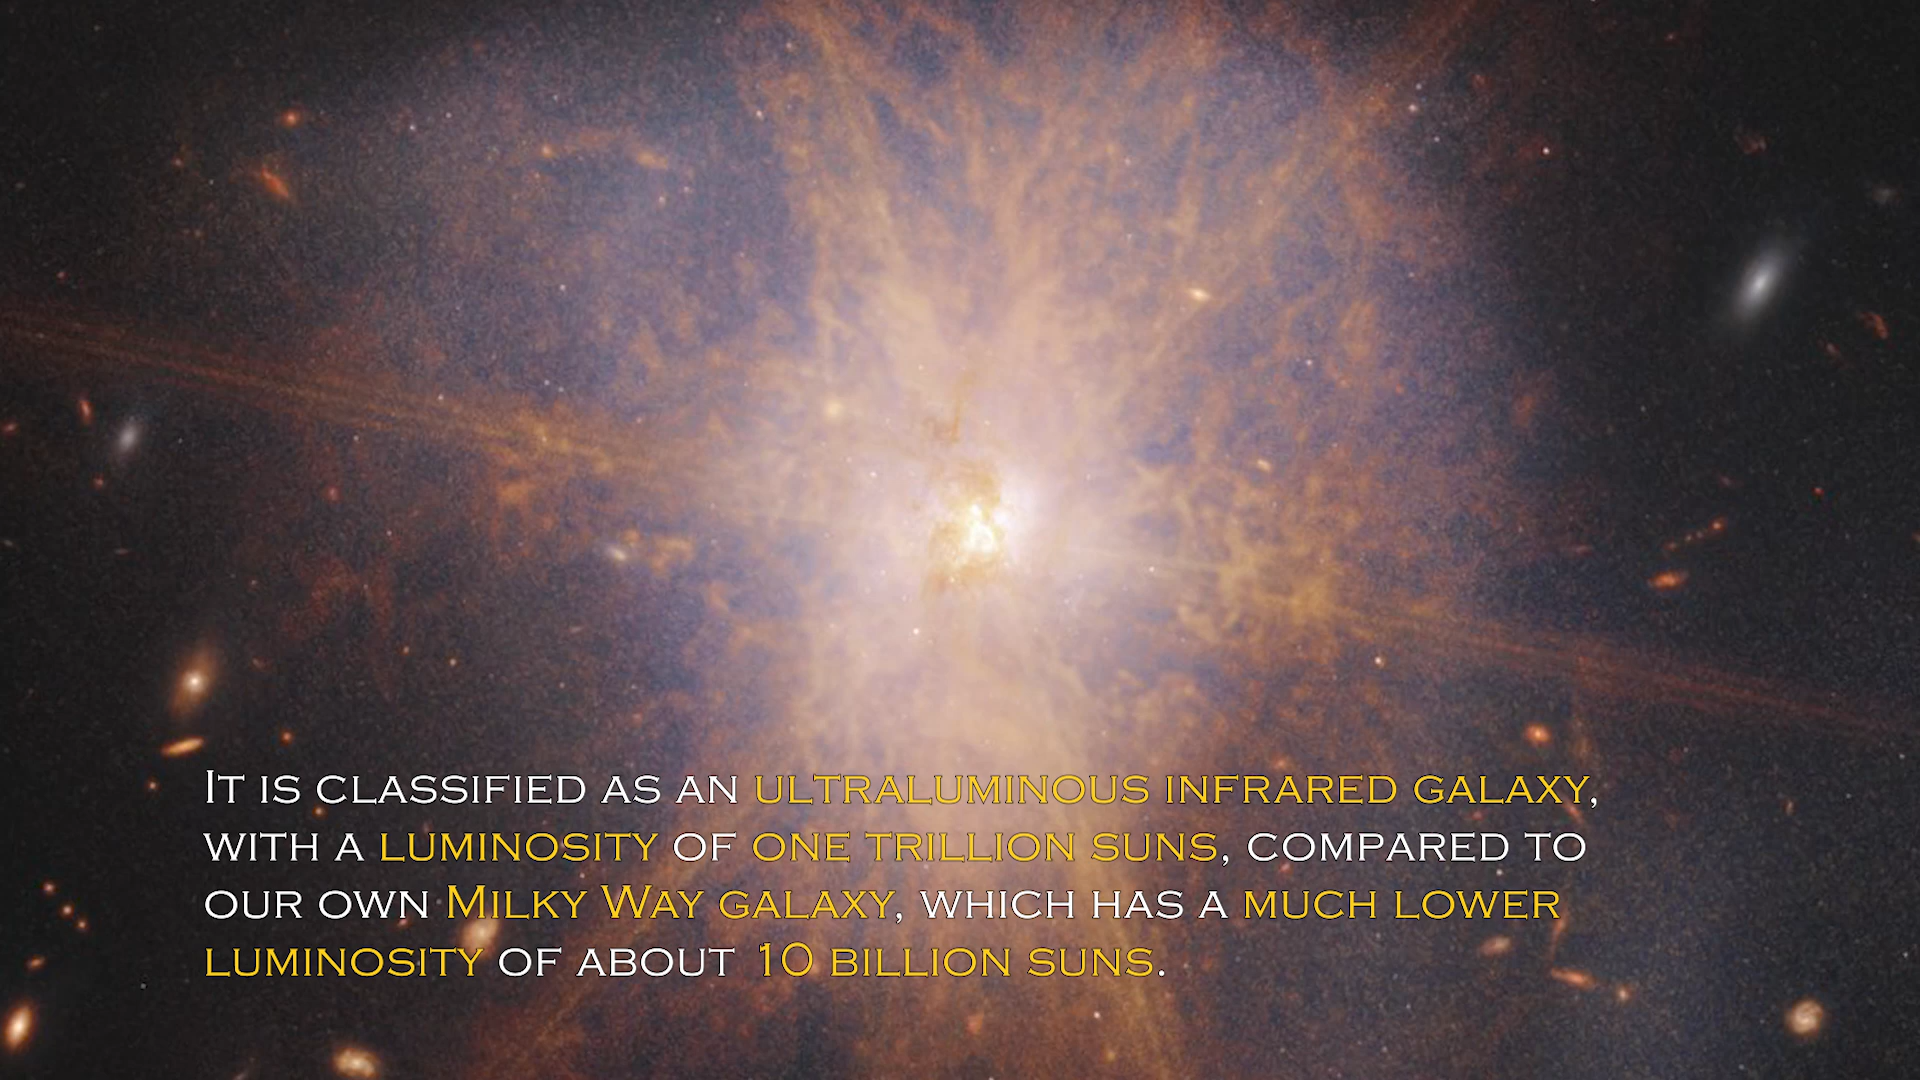 It is classified as an ultraluminous infrared galaxy,
with a luminosity of one trillion suns, compared to
our own Milky Way galaxy, which has a much lower
luminosity of about 10 billion suns.